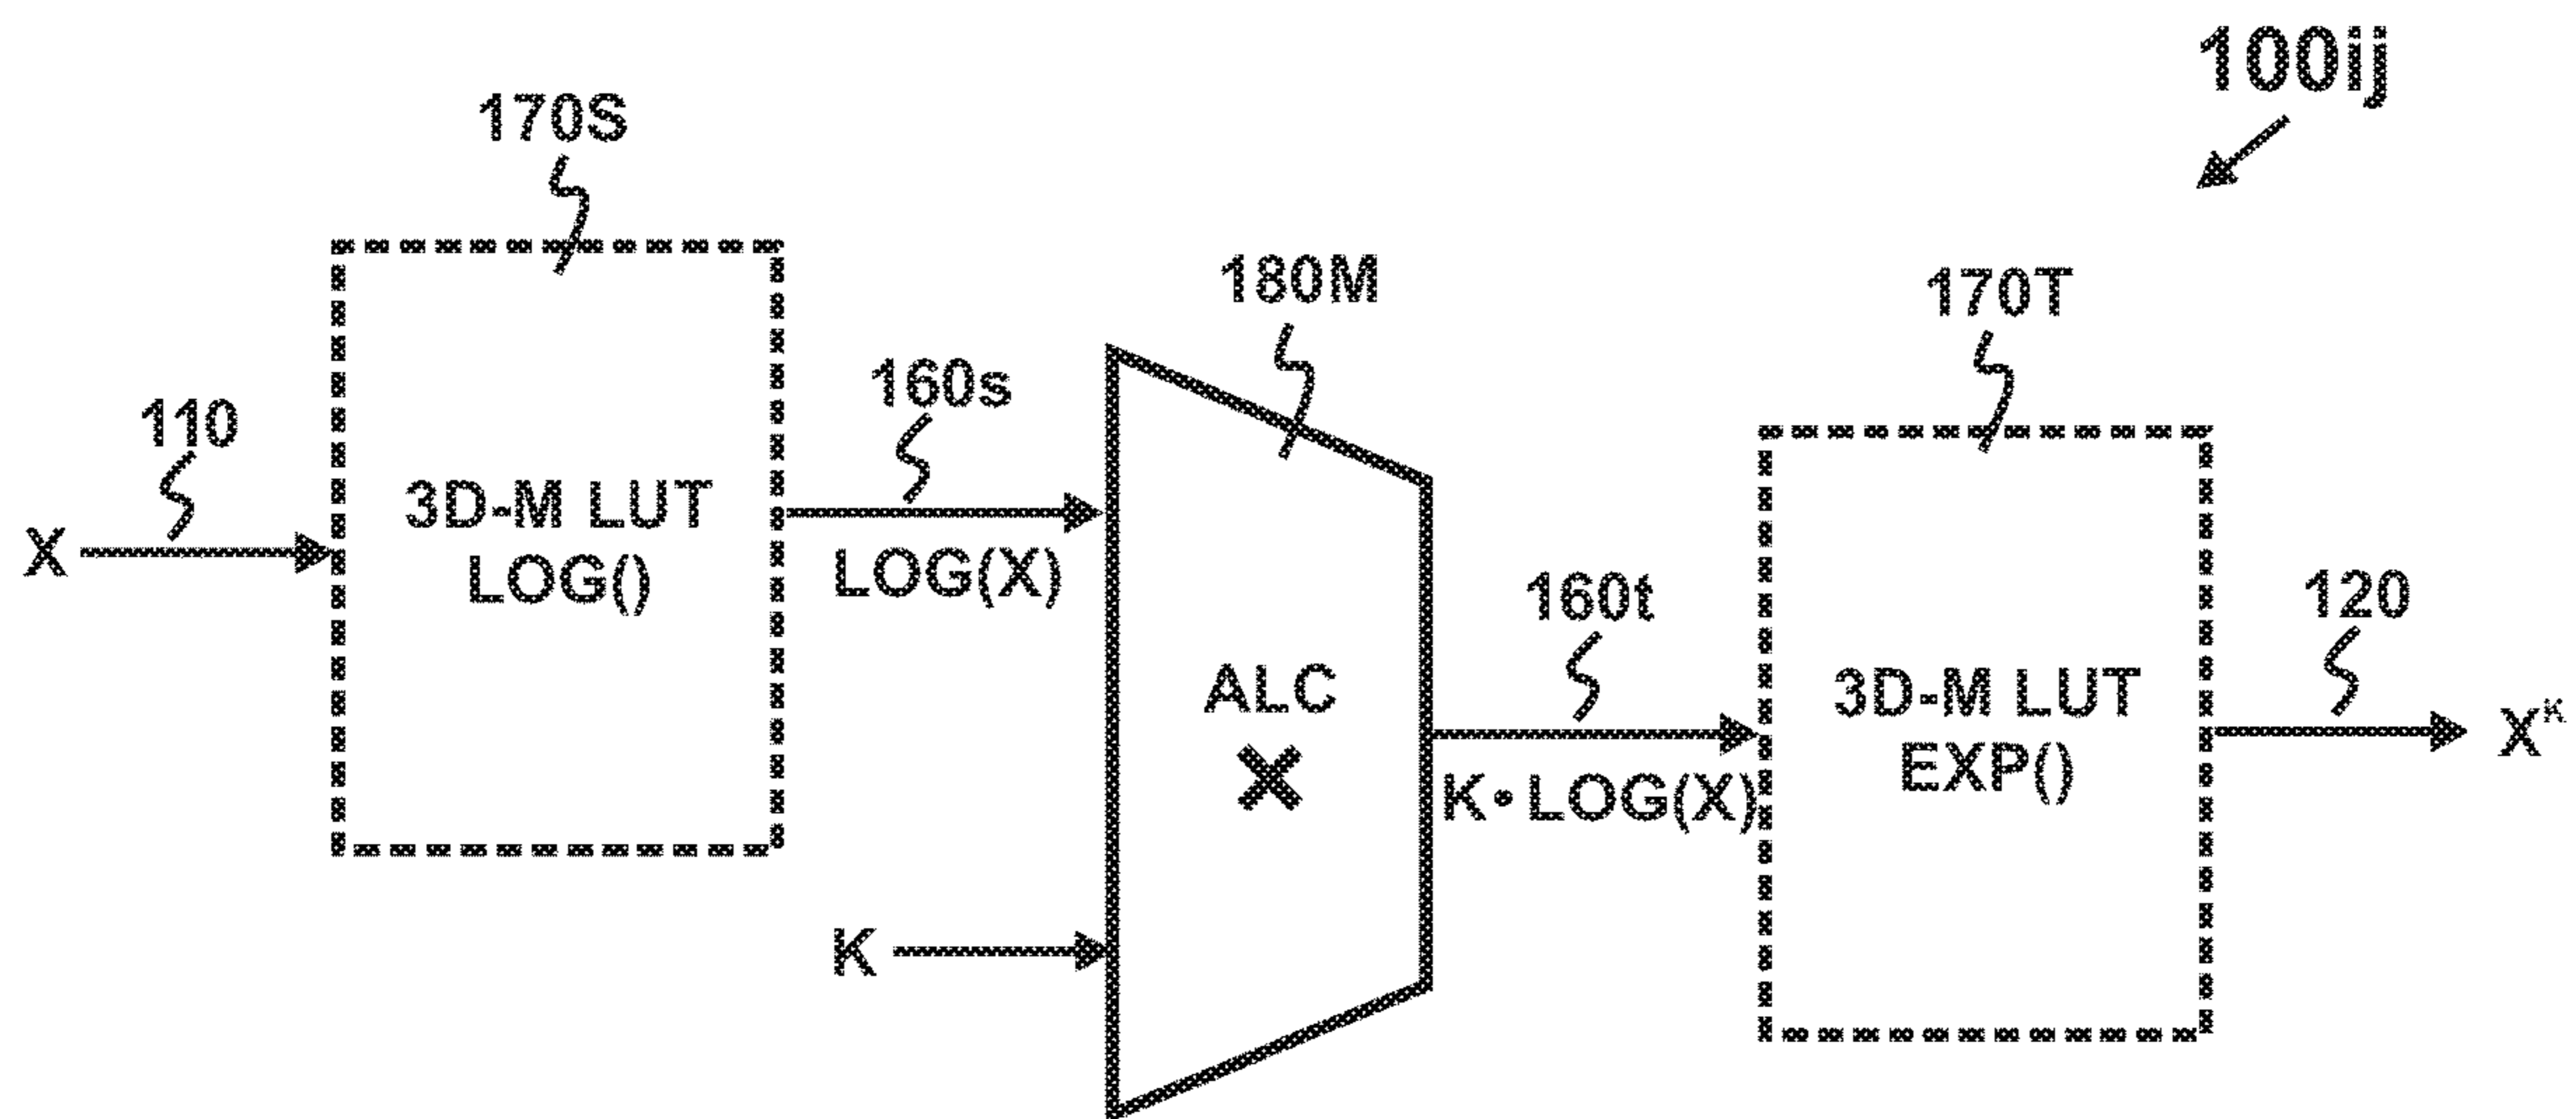 100ij
170S
180M
170T
160s
110
3D-M LUT
LOG()
X
LOG(X)
160t
120
ALC
×
3D-M LUT
EXP()
X^K
K•LOG(X)
K